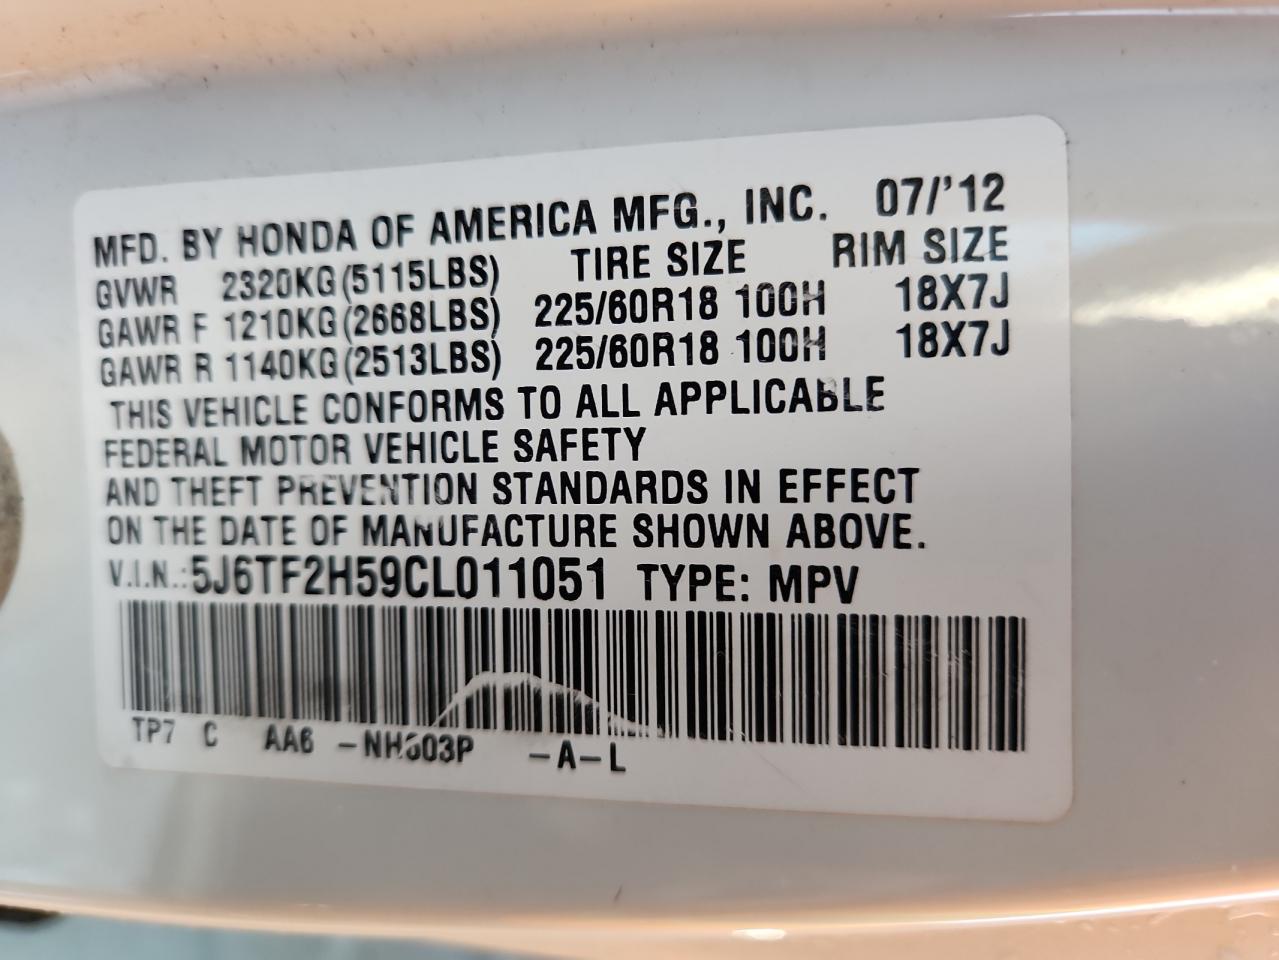 MFD. BY HONDA OF AMERICA MFG., INC. 07/'12
GVWR 2320KG(5115LBS) TIRE SIZE RIM SIZE
GAWR F 1210KG(2668LBS) 225/60R18 100H 18X7J
GAWR R 1140KG(2513LBS) 225/60R18 100H 18X7J
THIS VEHICLE CONFORMS TO ALL APPLICABLE
FEDERAL MOTOR VEHICLE SAFETY
AND THEFT PREVENTION STANDARDS IN EFFECT
ON THE DATE OF MANUFACTURE SHOWN ABOVE.
V.I.N.:5J6TF2H59CL011051 TYPE: MPV
TP7 C AA6 -NH603P -A-L